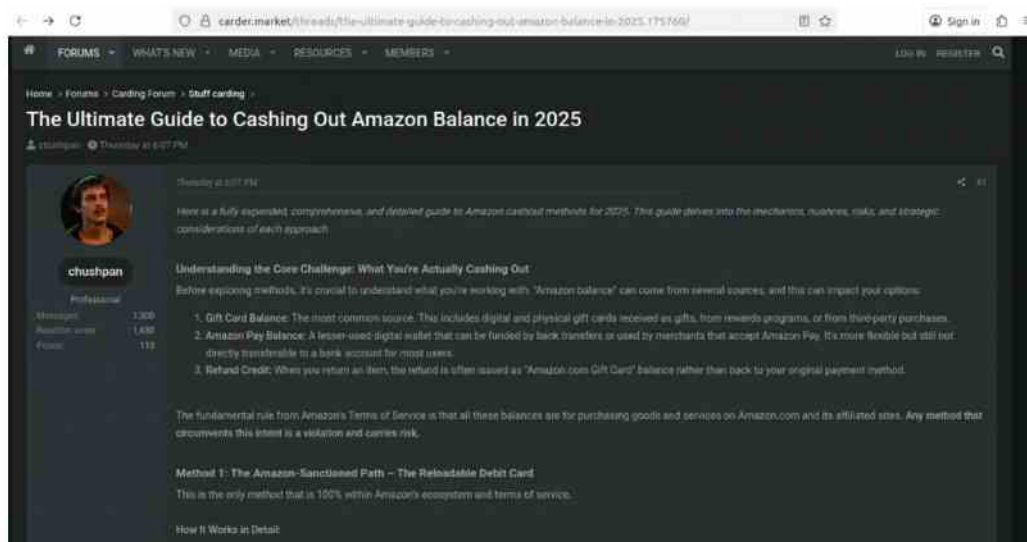 carder.market/threads/the-ultimate-guide-to-cashing-out-amazon-balance-in-2025.175760/
Sign in
FORUMS WHAT'S NEW MEDIA RESOURCES MEMBERS LOG IN REGISTER
Home > Forums > Carding Forum > Stuff carding >
The Ultimate Guide to Cashing Out Amazon Balance in 2025
chushpan Thursday at 6:07 PM
Thursday at 6:07 PM #1
Here is a fully expanded, comprehensive, and detailed guide to Amazon cashout methods for 2025. This guide delves into the mechanics, nuances, risks, and strategic
considerations of each approach.
chushpan
Professional
Messages 1,300
Reaction score
Points 113
Understanding the Core Challenge: What You're Actually Cashing Out
Before exploring methods, it's crucial to understand what you're working with. "Amazon balance" can come from several sources, and this can impact your options:
1. Gift Card Balance: The most common source. This includes digital and physical gift cards received as gifts, from rewards programs, or from third-party purchases.
2. Amazon Pay Balance: A lesser-used digital wallet that can be funded by bank transfers or used by merchants that accept Amazon Pay. It's more flexible but still not
directly transferable to a bank account for most users.
3. Refund Credit: When you return an item, the refund is often issued as "Amazon.com Gift Card" balance rather than back to your original payment method.
The fundamental rule from Amazon's Terms of Service is that all these balances are for purchasing goods and services on Amazon.com and its affiliated sites. Any method that
circumvents this intent is a violation and carries risk.
Method 1: The Amazon-Sanctioned Path – The Reloadable Debit Card
This is the only method that is 100% within Amazon's ecosystem and terms of service.
How It Works in Detail: